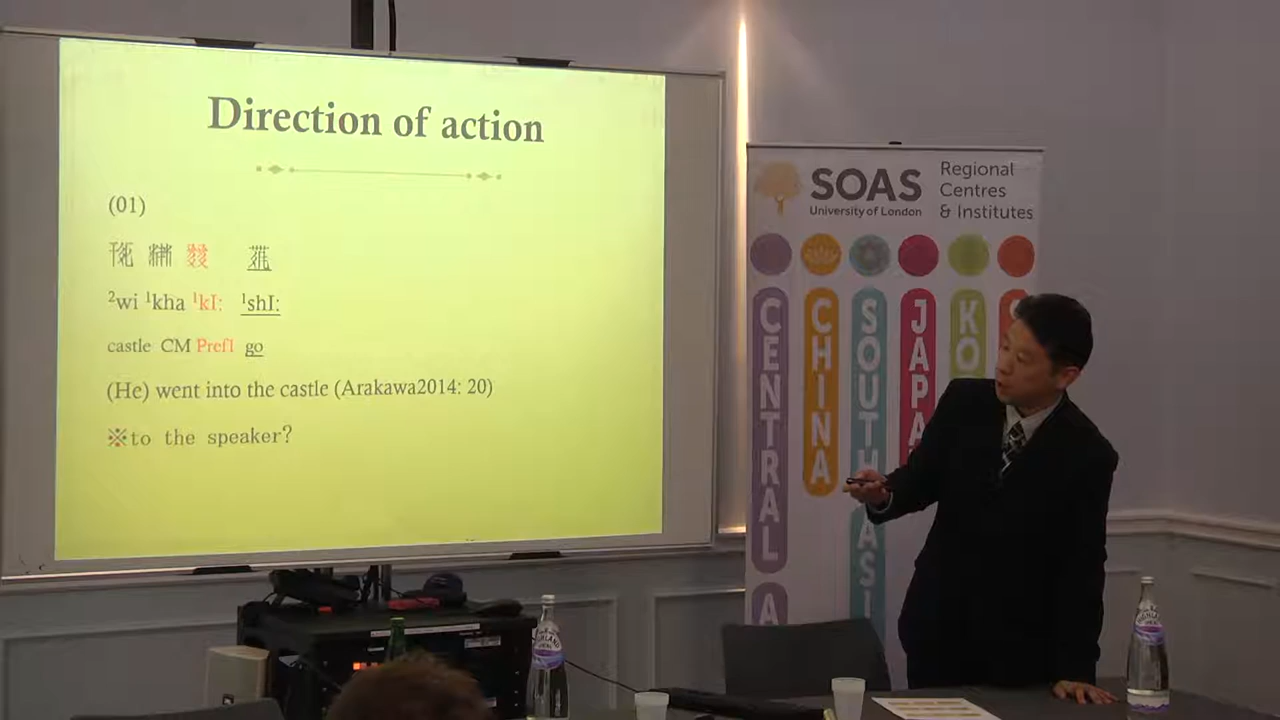 Direction of action
(01)
²wi ¹kha ¹kI: ¹shI:
castle CM Pref1 go
(He) went into the castle (Arakawa2014: 20)
※to the speaker?
SOAS
University of London
Regional
Centres
& Institutes
CENTRAL A
CHINA
SOUTH ASI
JAPA
KO
HIGHLAND